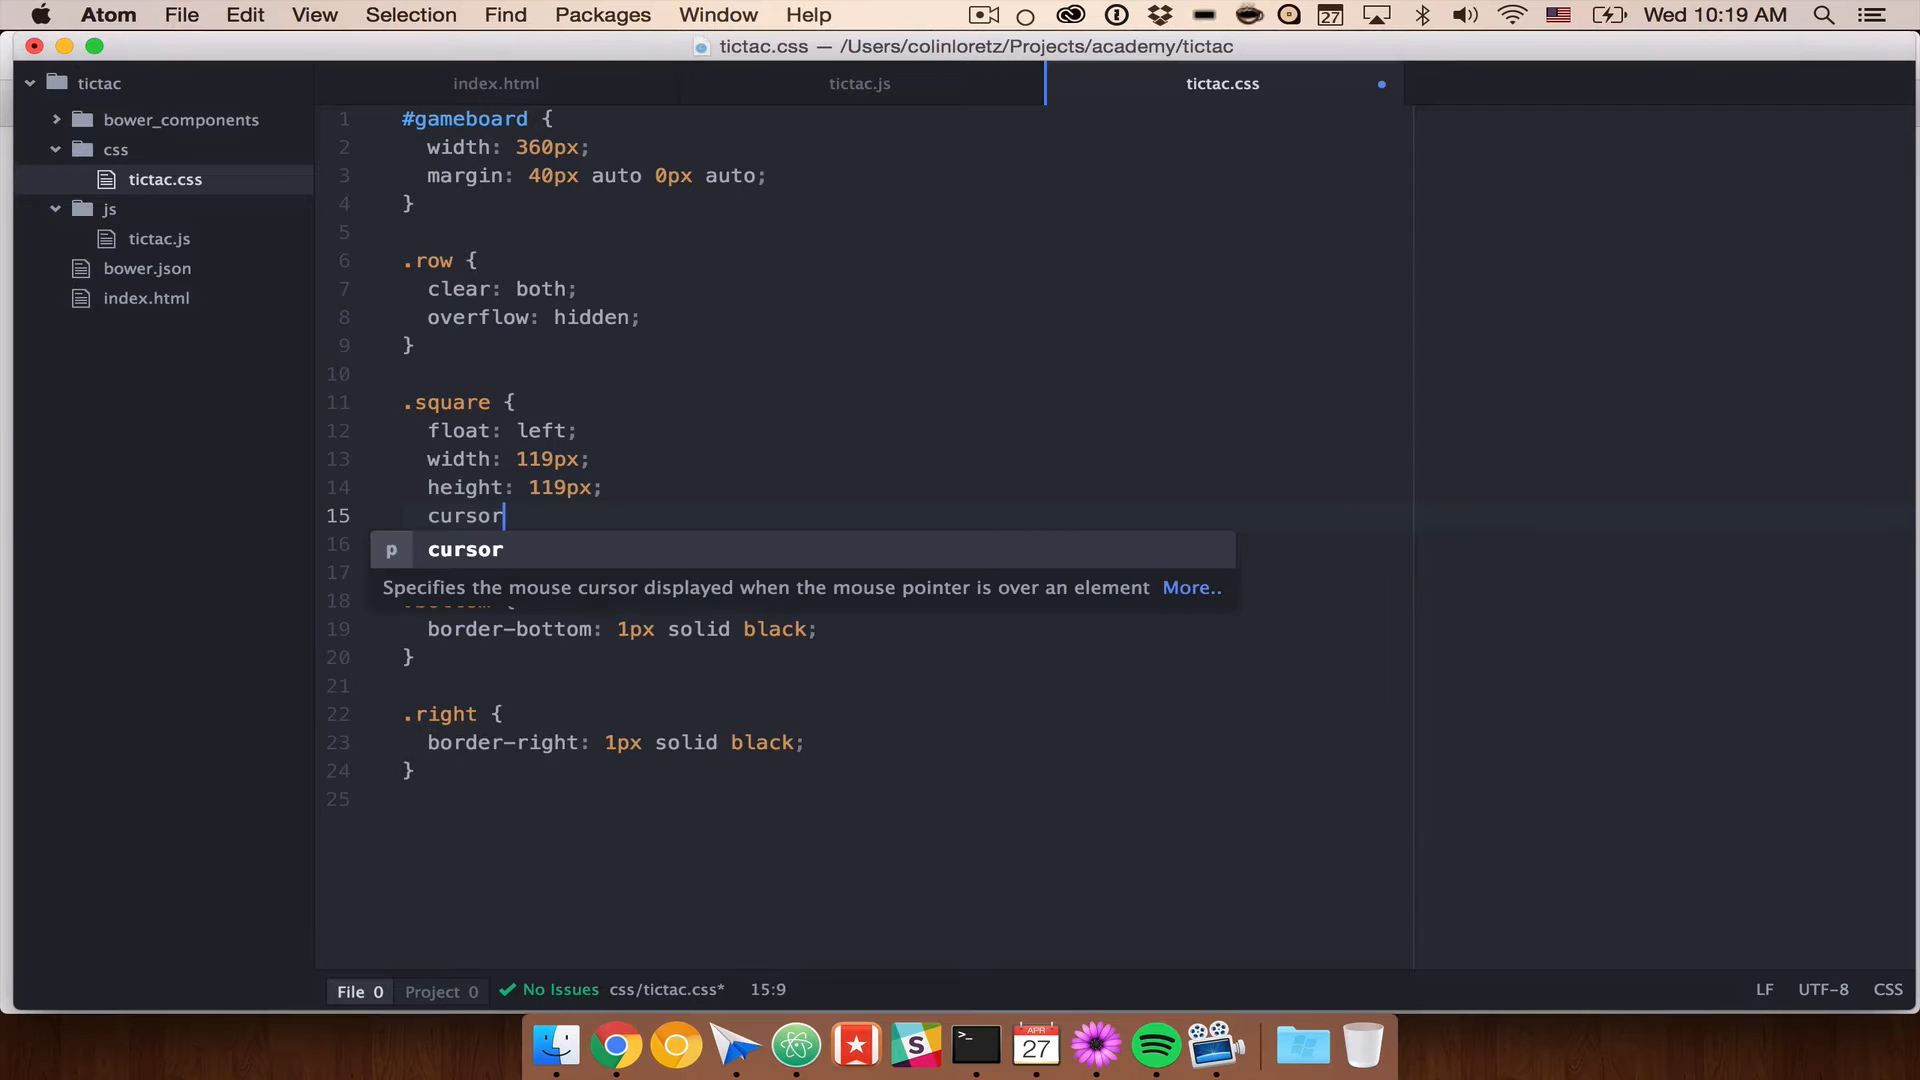 Atom File Edit View Selection Find Packages Window Help 27 Wed 10:19 AM
tictac.css — /Users/colinloretz/Projects/academy/tictac
tictac
bower_components
css
tictac.css
js
tictac.js
bower.json
index.html
index.html tictac.js tictac.css
1 #gameboard {
2 width: 360px;
3 margin: 40px auto 0px auto;
4 }
5
6 .row {
7 clear: both;
8 overflow: hidden;
9 }
10
11 .square {
12 float: left;
13 width: 119px;
14 height: 119px;
15 cursor
16
p cursor
17
Specifies the mouse cursor displayed when the mouse pointer is over an element More..
18
19 border-bottom: 1px solid black;
20 }
21
22 .right {
23 border-right: 1px solid black;
24 }
25
File 0 Project 0 No Issues css/tictac.css* 15:9 LF UTF-8 CSS
S >_ APR 27